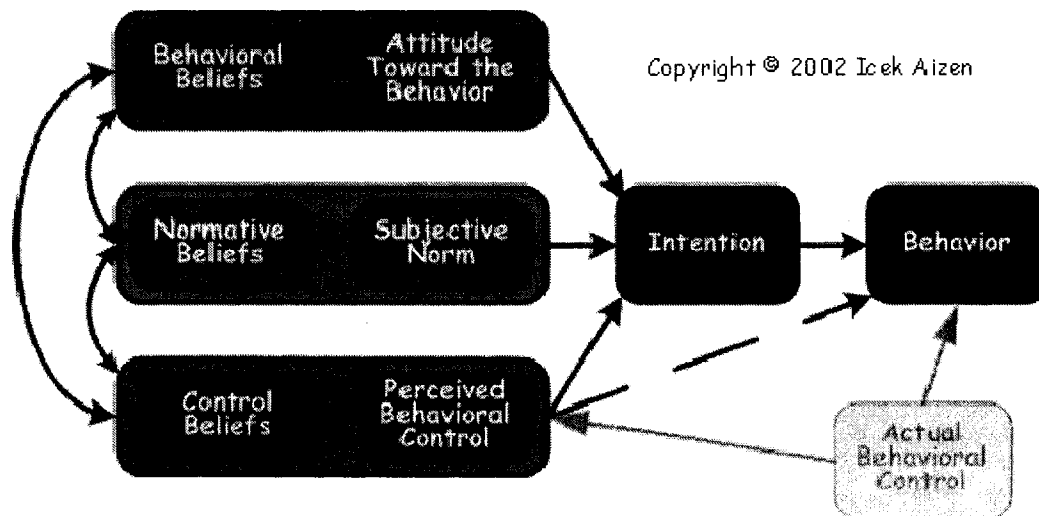 Behavioral
Beliefs
Attitude
Toward the
Behavior
Copyright © 2002 Icek Aizen
Normative
Beliefs
Subjective
Norm
Intention
Behavior
Control
Beliefs
Perceived
Behavioral
Control
Actual
Behavioral
Control